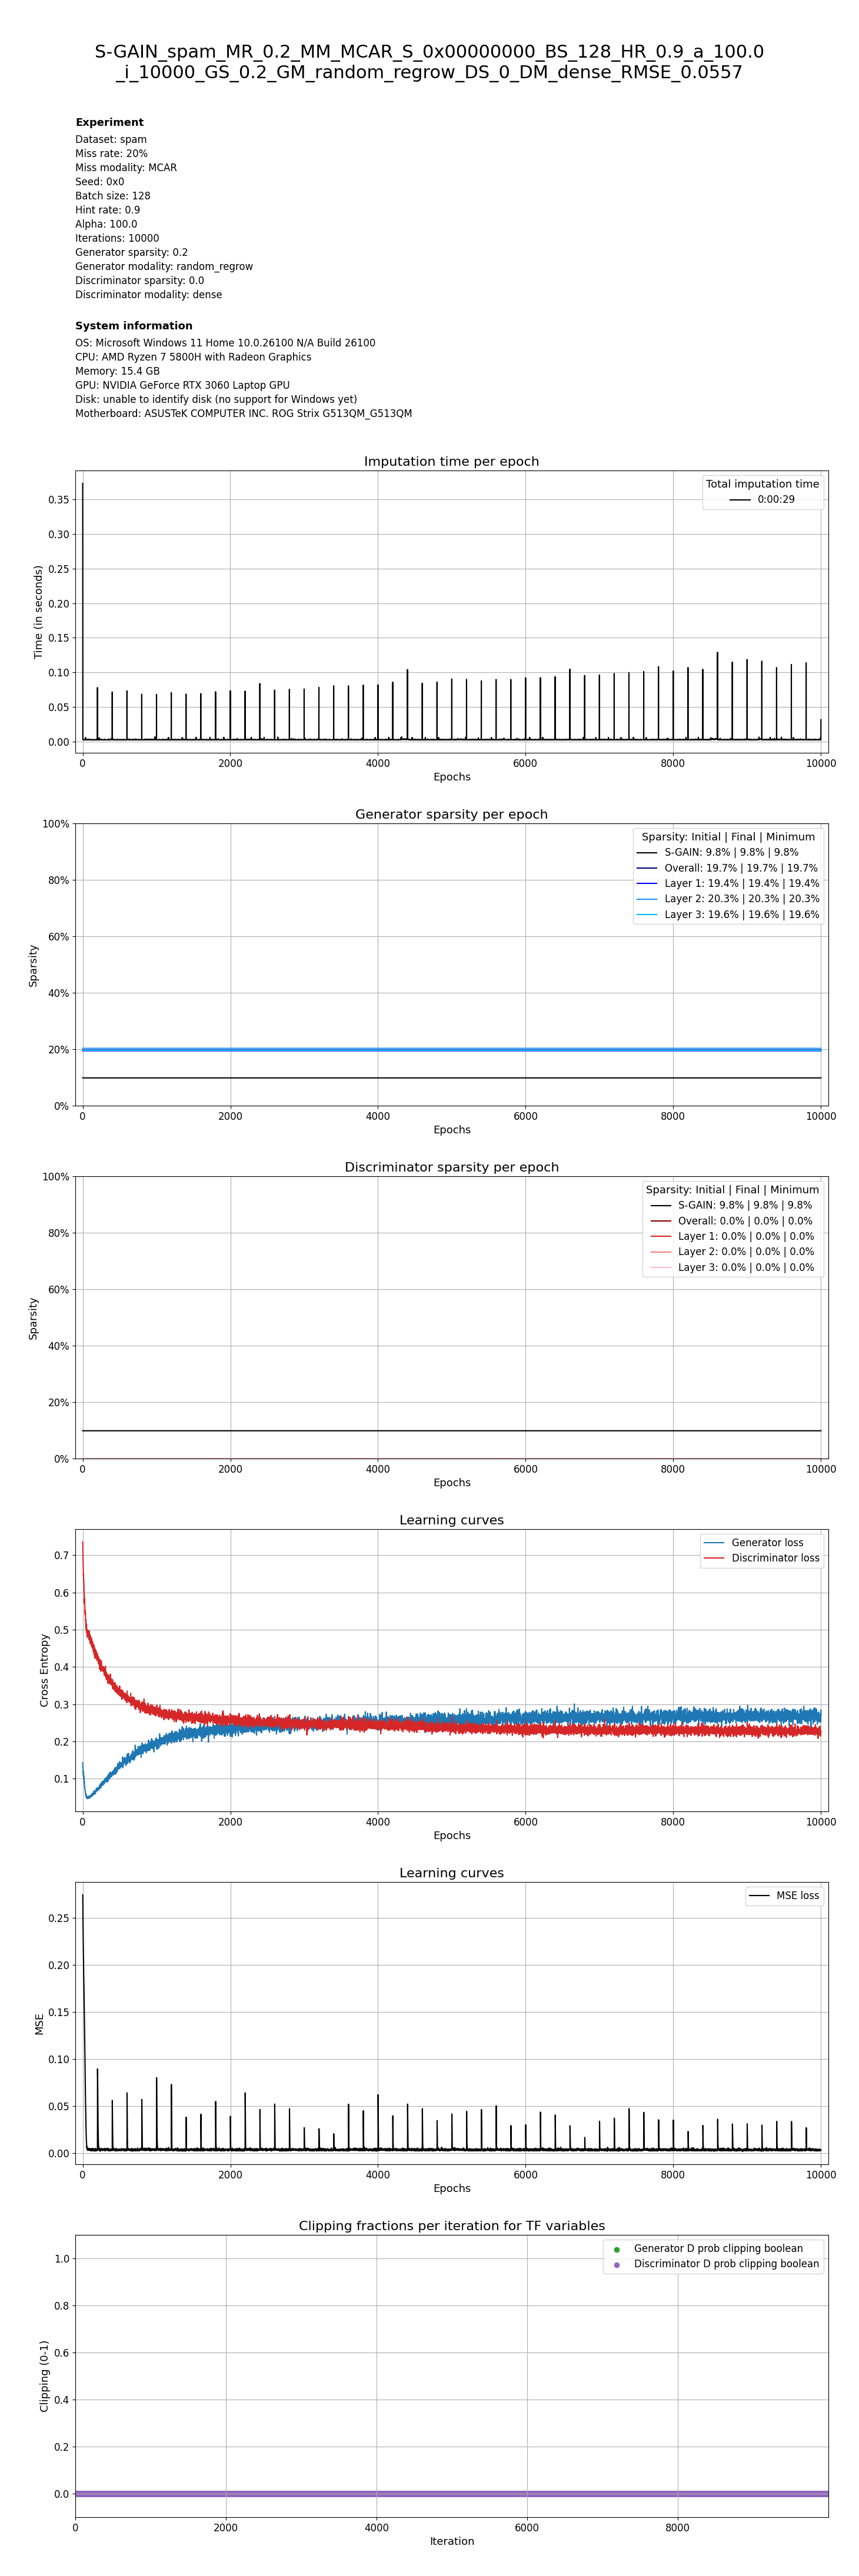 S-GAIN_spam_MR_0.2_MM_MCAR_S_0x00000000_BS_128_HR_0.9_a_100.0
_i_10000_GS_0.2_GM_random_regrow_DS_0_DM_dense_RMSE_0.0557
Experiment
Dataset: spam
Miss rate: 20%
Miss modality: MCAR
Seed: 0x0
Batch size: 128
Hint rate: 0.9
Alpha: 100.0
Iterations: 10000
Generator sparsity: 0.2
Generator modality: random_regrow
Discriminator sparsity: 0.0
Discriminator modality: dense
System information
OS: Microsoft Windows 11 Home 10.0.26100 N/A Build 26100
CPU: AMD Ryzen 7 5800H with Radeon Graphics
Memory: 15.4 GB
GPU: NVIDIA GeForce RTX 3060 Laptop GPU
Disk: unable to identify disk (no support for Windows yet)
Motherboard: ASUSTeK COMPUTER INC. ROG Strix G513QM_G513QM
Imputation time per epoch
Total imputation time
0:00:29
0.35
0.30
0.25
0.20
0.15
0.10
0.05
0.00
Time (in seconds)
0 2000 4000 6000 8000 10000
Epochs
Generator sparsity per epoch
Sparsity: Initial | Final | Minimum
S-GAIN: 9.8% | 9.8% | 9.8%
Overall: 19.7% | 19.7% | 19.7%
Layer 1: 19.4% | 19.4% | 19.4%
Layer 2: 20.3% | 20.3% | 20.3%
Layer 3: 19.6% | 19.6% | 19.6%
100%
80%
60%
40%
20%
0%
Sparsity
0 2000 4000 6000 8000 10000
Epochs
Discriminator sparsity per epoch
Sparsity: Initial | Final | Minimum
S-GAIN: 9.8% | 9.8% | 9.8%
Overall: 0.0% | 0.0% | 0.0%
Layer 1: 0.0% | 0.0% | 0.0%
Layer 2: 0.0% | 0.0% | 0.0%
Layer 3: 0.0% | 0.0% | 0.0%
100%
80%
60%
40%
20%
0%
Sparsity
0 2000 4000 6000 8000 10000
Epochs
Learning curves
Generator loss
Discriminator loss
0.7
0.6
0.5
0.4
0.3
0.2
0.1
Cross Entropy
0 2000 4000 6000 8000 10000
Epochs
Learning curves
MSE loss
0.25
0.20
0.15
0.10
0.05
0.00
MSE
0 2000 4000 6000 8000 10000
Epochs
Clipping fractions per iteration for TF variables
Generator D prob clipping boolean
Discriminator D prob clipping boolean
1.0
0.8
0.6
0.4
0.2
0.0
Clipping (0-1)
0 2000 4000 6000 8000
Iteration